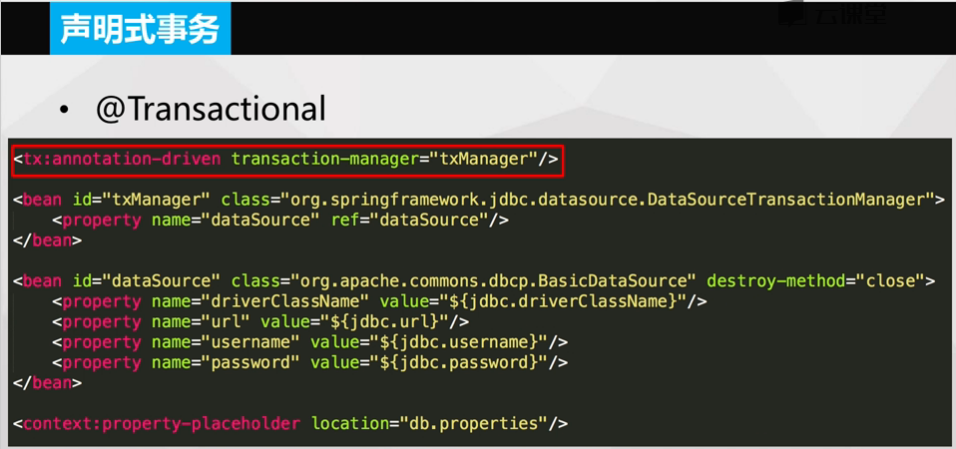 声明式事务
云课堂
• @Transactional
<tx:annotation-driven transaction-manager="txManager"/>
<bean id="txManager" class="org.springframework.jdbc.datasource.DataSourceTransactionManager">
<property name="dataSource" ref="dataSource"/>
</bean>
<bean id="dataSource" class="org.apache.commons.dbcp.BasicDataSource" destroy-method="close">
<property name="driverClassName" value="${jdbc.driverClassName}"/>
<property name="url" value="${jdbc.url}"/>
<property name="username" value="${jdbc.username}"/>
<property name="password" value="${jdbc.password}"/>
</bean>
<context:property-placeholder location="db.properties"/>